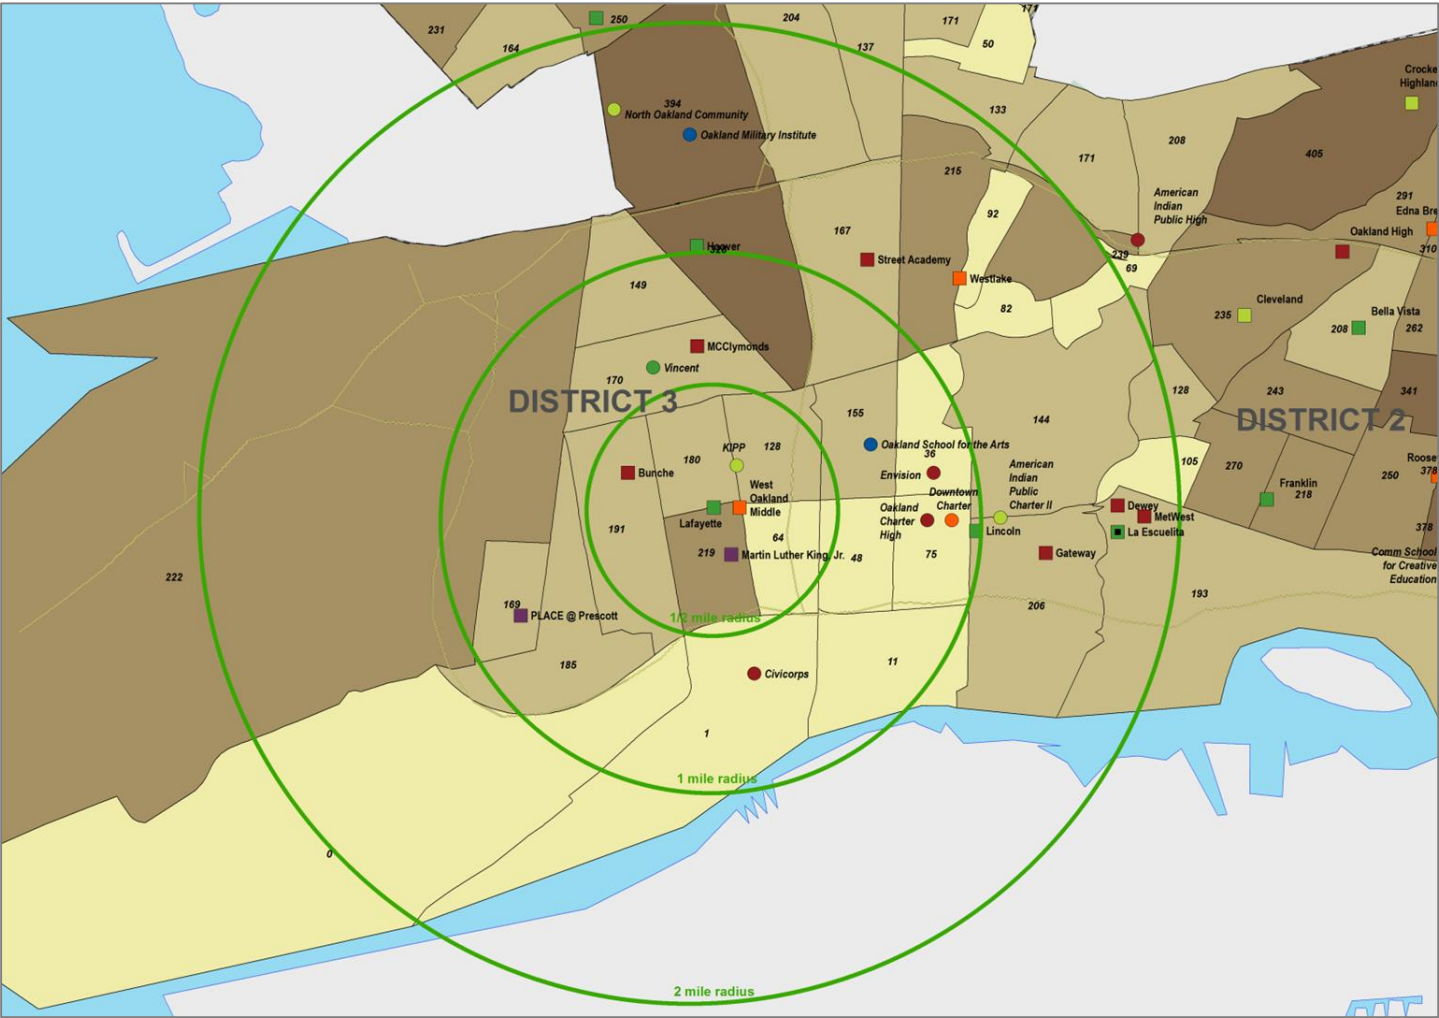 171
231
250
204
171
164
137
50
Crocke
Highlan
394
North Oakland Community
133
Oakland Military Institute
208
405
171
215
American
Indian
Public High
291
92
Edna Bre
167
Oakland High
Hoover
310
Street Academy
239
69
Westlake
149
Cleveland
82
Bella Vista
235
208
262
MCClymonds
Vincent
170
128
243
341
DISTRICT 3
155
144
DISTRICT 2
KIPP
128
Oakland School for the Arts
36
180
American
Indian
Public
Charter II
105
Roose
Bunche
Envision
270
378
250
West
Oakland
Middle
Downtown
Charter
Franklin
218
Lafayette
Oakland
Charter
High
Dewey
MetWest
191
Lincoln
La Escuelita
378
64
219
Martin Luther King, Jr.
48
75
Gateway
Comm School
for Creative
Education
222
193
169
PLACE @ Prescott
206
1/2 mile radius
185
11
Civicorps
1
1 mile radius
0
2 mile radius